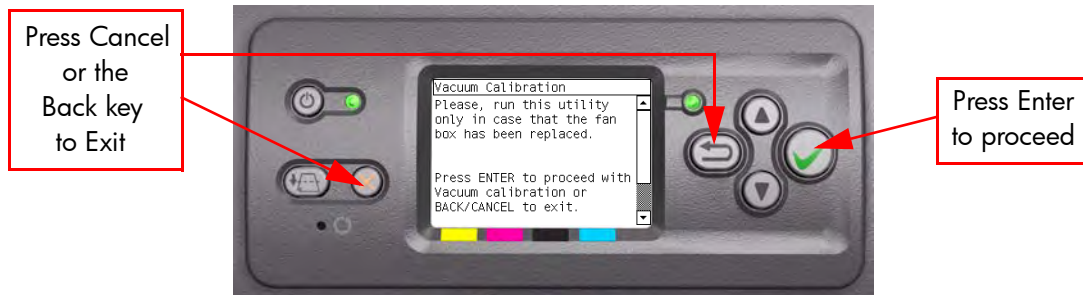 Press Cancel
or the
Back key
to Exit
Vacuum Calibration
Please, run this utility
only in case that the fan
box has been replaced.
Press ENTER to proceed with
Vacuum calibration or
BACK/CANCEL to exit.
Press Enter
to proceed